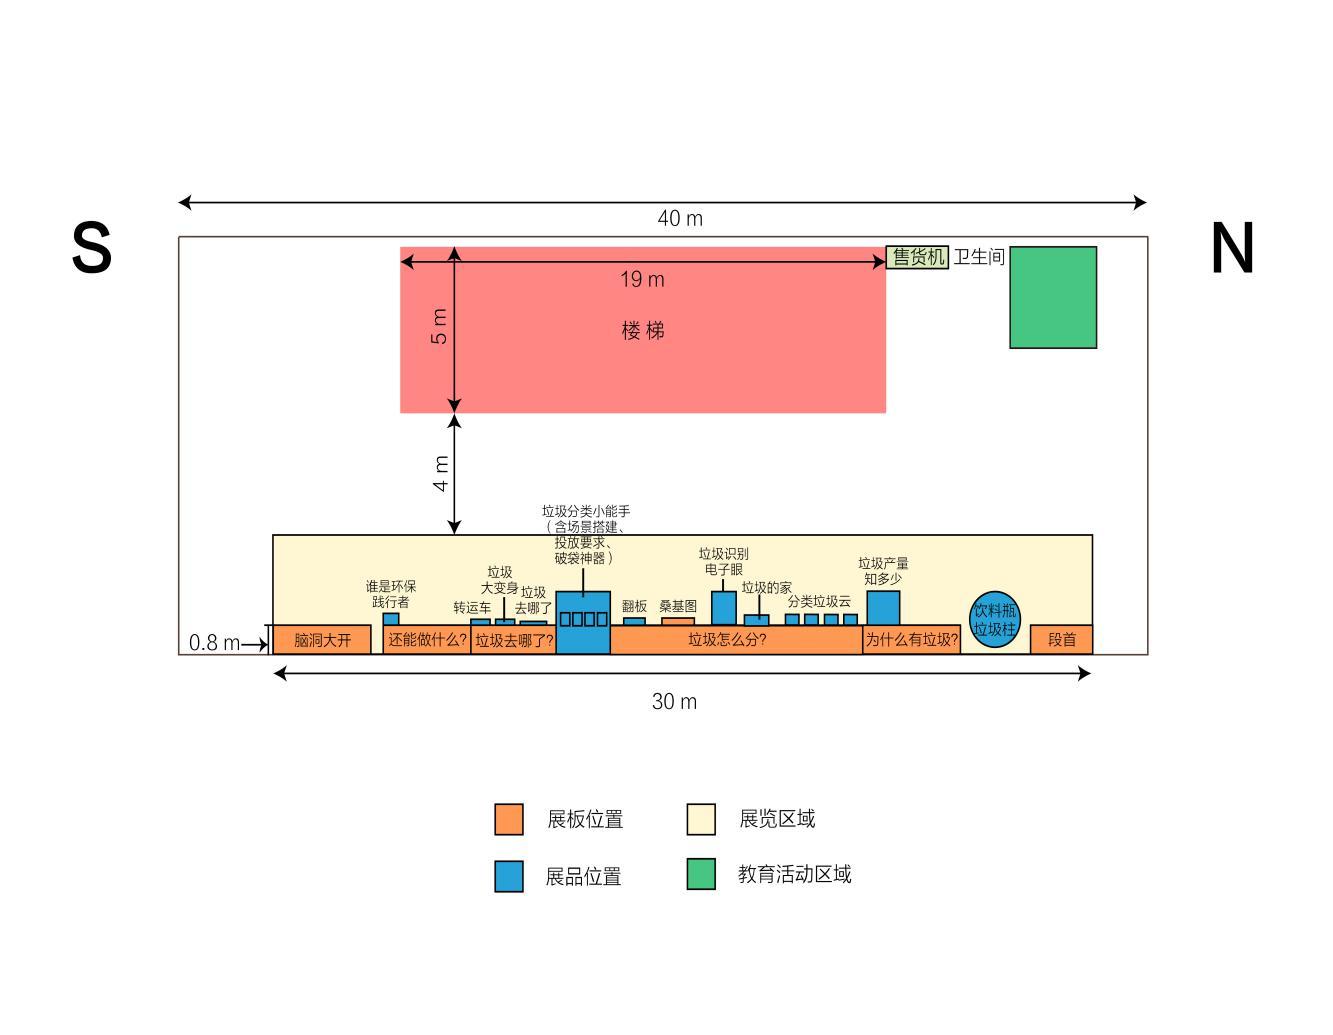 40 m
S
N
售货机
卫生间
19 m
5 m
楼 梯
4 m
垃圾分类小能手
（含场景搭建、
投放要求、
破袋神器）
垃圾识别
电子眼
垃圾产量
知多少
垃圾
大变身
谁是环保
践行者
垃圾
去哪了
转运车
翻板
桑基图
垃圾的家
分类垃圾云
饮料瓶
垃圾柱
0.8 m
脑洞大开
还能做什么?
垃圾去哪了?
垃圾怎么分?
为什么有垃圾?
段首
30 m
展板位置
展览区域
展品位置
教育活动区域